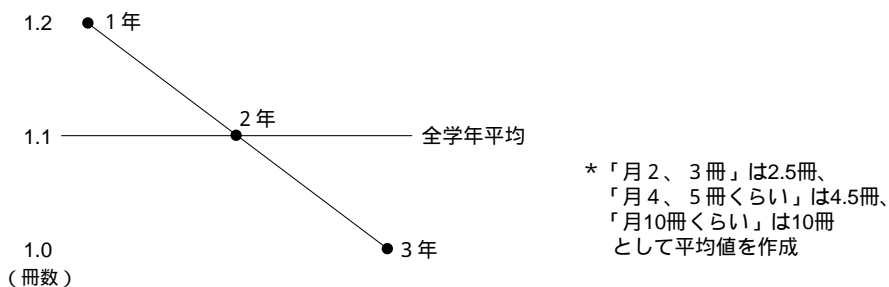 1.2
1年
2年
1.1
全学年平均
*「月2、3冊」は2.5冊、
「月4、5冊くらい」は4.5冊、
「月10冊くらい」は10冊
として平均値を作成
1.0
3年
(冊数)